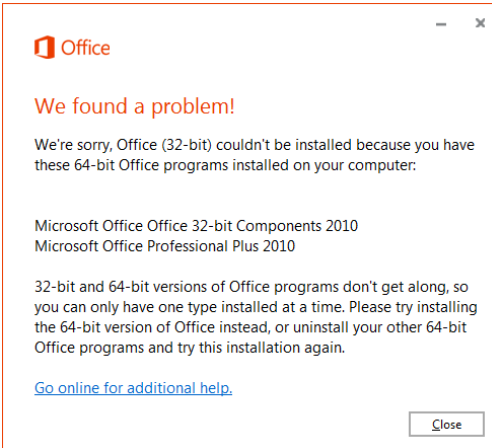 Office
We found a problem!
We're sorry, Office (32-bit) couldn't be installed because you have
these 64-bit Office programs installed on your computer:
Microsoft Office Office 32-bit Components 2010
Microsoft Office Professional Plus 2010
32-bit and 64-bit versions of Office programs don't get along, so
you can only have one type installed at a time. Please try installing
the 64-bit version of Office instead, or uninstall your other 64-bit
Office programs and try this installation again.
Go online for additional help.
Close